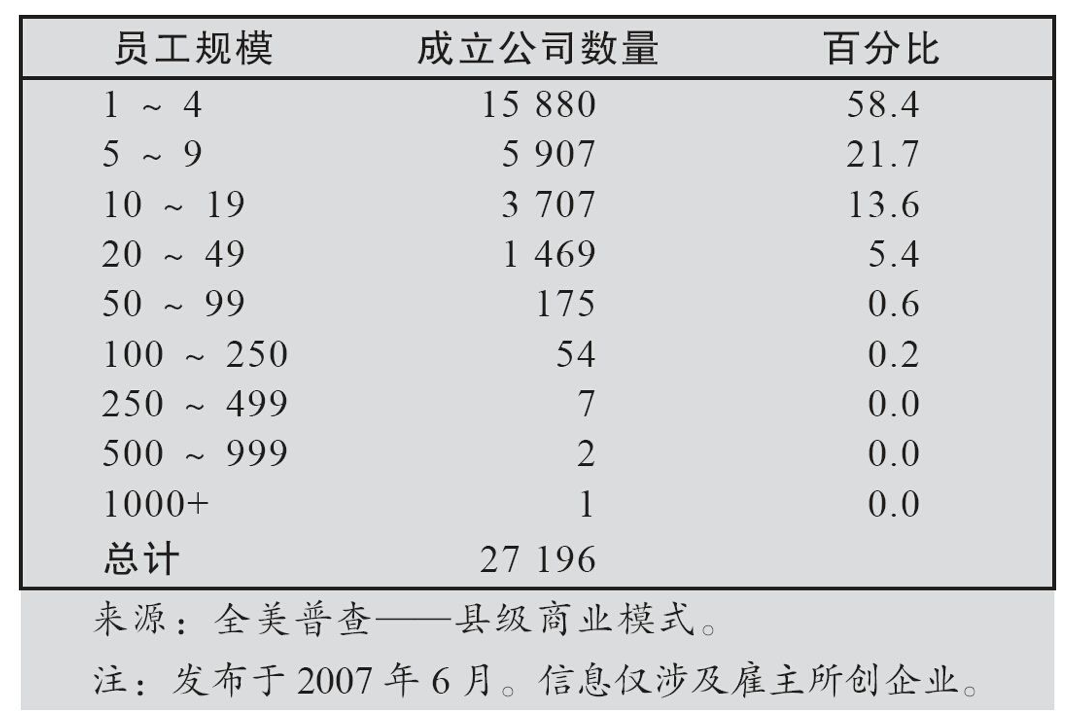 员工规模 成立公司数量 百分比
1 ~ 4 15 880 58.4
5 ~ 9 5 907 21.7
10 ~ 19 3 707 13.6
20 ~ 49 1 469 5.4
50 ~ 99 175 0.6
100 ~ 250 54 0.2
250 ~ 499 7 0.0
500 ~ 999 2 0.0
1000+ 1 0.0
总计 27 196
来源：全美普查——县级商业模式。
注：发布于 2007 年 6 月。信息仅涉及雇主所创企业。